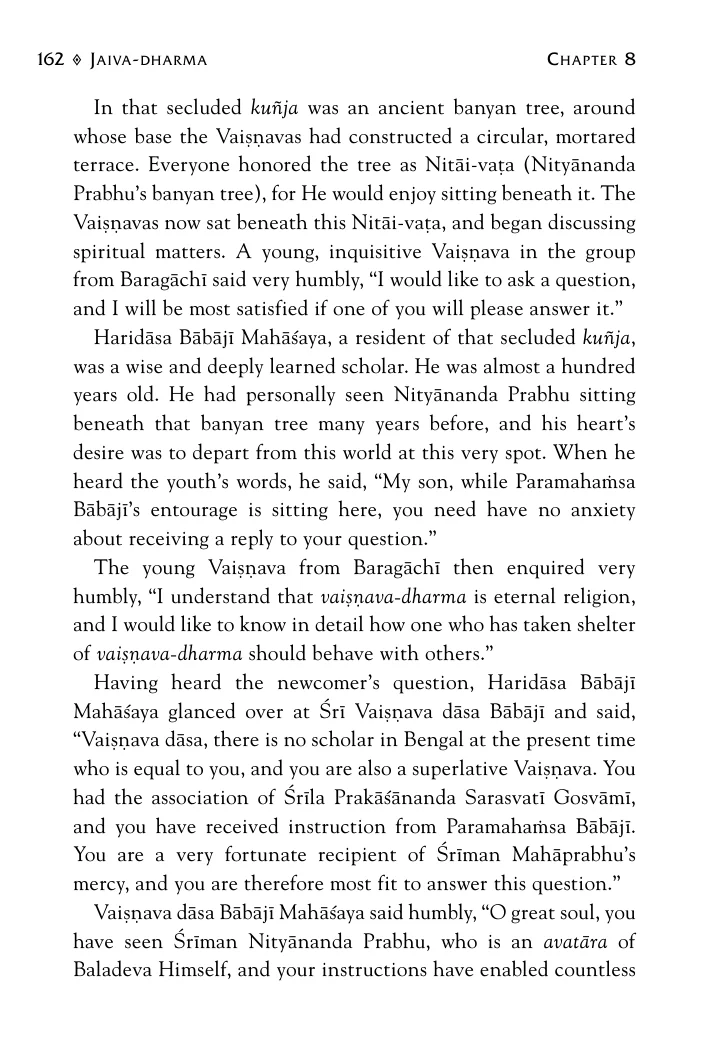 162 ◊ JAIVA-DHARMA CHAPTER 8
In that secluded kuñja was an ancient banyan tree, around
whose base the Vaiṣṇavas had constructed a circular, mortared
terrace. Everyone honored the tree as Nitāi-vaṭa (Nityānanda
Prabhu’s banyan tree), for He would enjoy sitting beneath it. The
Vaiṣṇavas now sat beneath this Nitāi-vaṭa, and began discussing
spiritual matters. A young, inquisitive Vaiṣṇava in the group
from Baragāchī said very humbly, “I would like to ask a question,
and I will be most satisfied if one of you will please answer it.”
Haridāsa Bābājī Mahāśaya, a resident of that secluded kuñja,
was a wise and deeply learned scholar. He was almost a hundred
years old. He had personally seen Nityānanda Prabhu sitting
beneath that banyan tree many years before, and his heart’s
desire was to depart from this world at this very spot. When he
heard the youth’s words, he said, “My son, while Paramahaṁsa
Bābājī’s entourage is sitting here, you need have no anxiety
about receiving a reply to your question.”
The young Vaiṣṇava from Baragāchī then enquired very
humbly, “I understand that vaiṣṇava-dharma is eternal religion,
and I would like to know in detail how one who has taken shelter
of vaiṣṇava-dharma should behave with others.”
Having heard the newcomer’s question, Haridāsa Bābājī
Mahāśaya glanced over at Śrī Vaiṣṇava dāsa Bābājī and said,
“Vaiṣṇava dāsa, there is no scholar in Bengal at the present time
who is equal to you, and you are also a superlative Vaiṣṇava. You
had the association of Śrīla Prakāśānanda Sarasvatī Gosvāmī,
and you have received instruction from Paramahaṁsa Bābājī.
You are a very fortunate recipient of Śrīman Mahāprabhu’s
mercy, and you are therefore most fit to answer this question.”
Vaiṣṇava dāsa Bābājī Mahāśaya said humbly, “O great soul, you
have seen Śrīman Nityānanda Prabhu, who is an avatāra of
Baladeva Himself, and your instructions have enabled countless